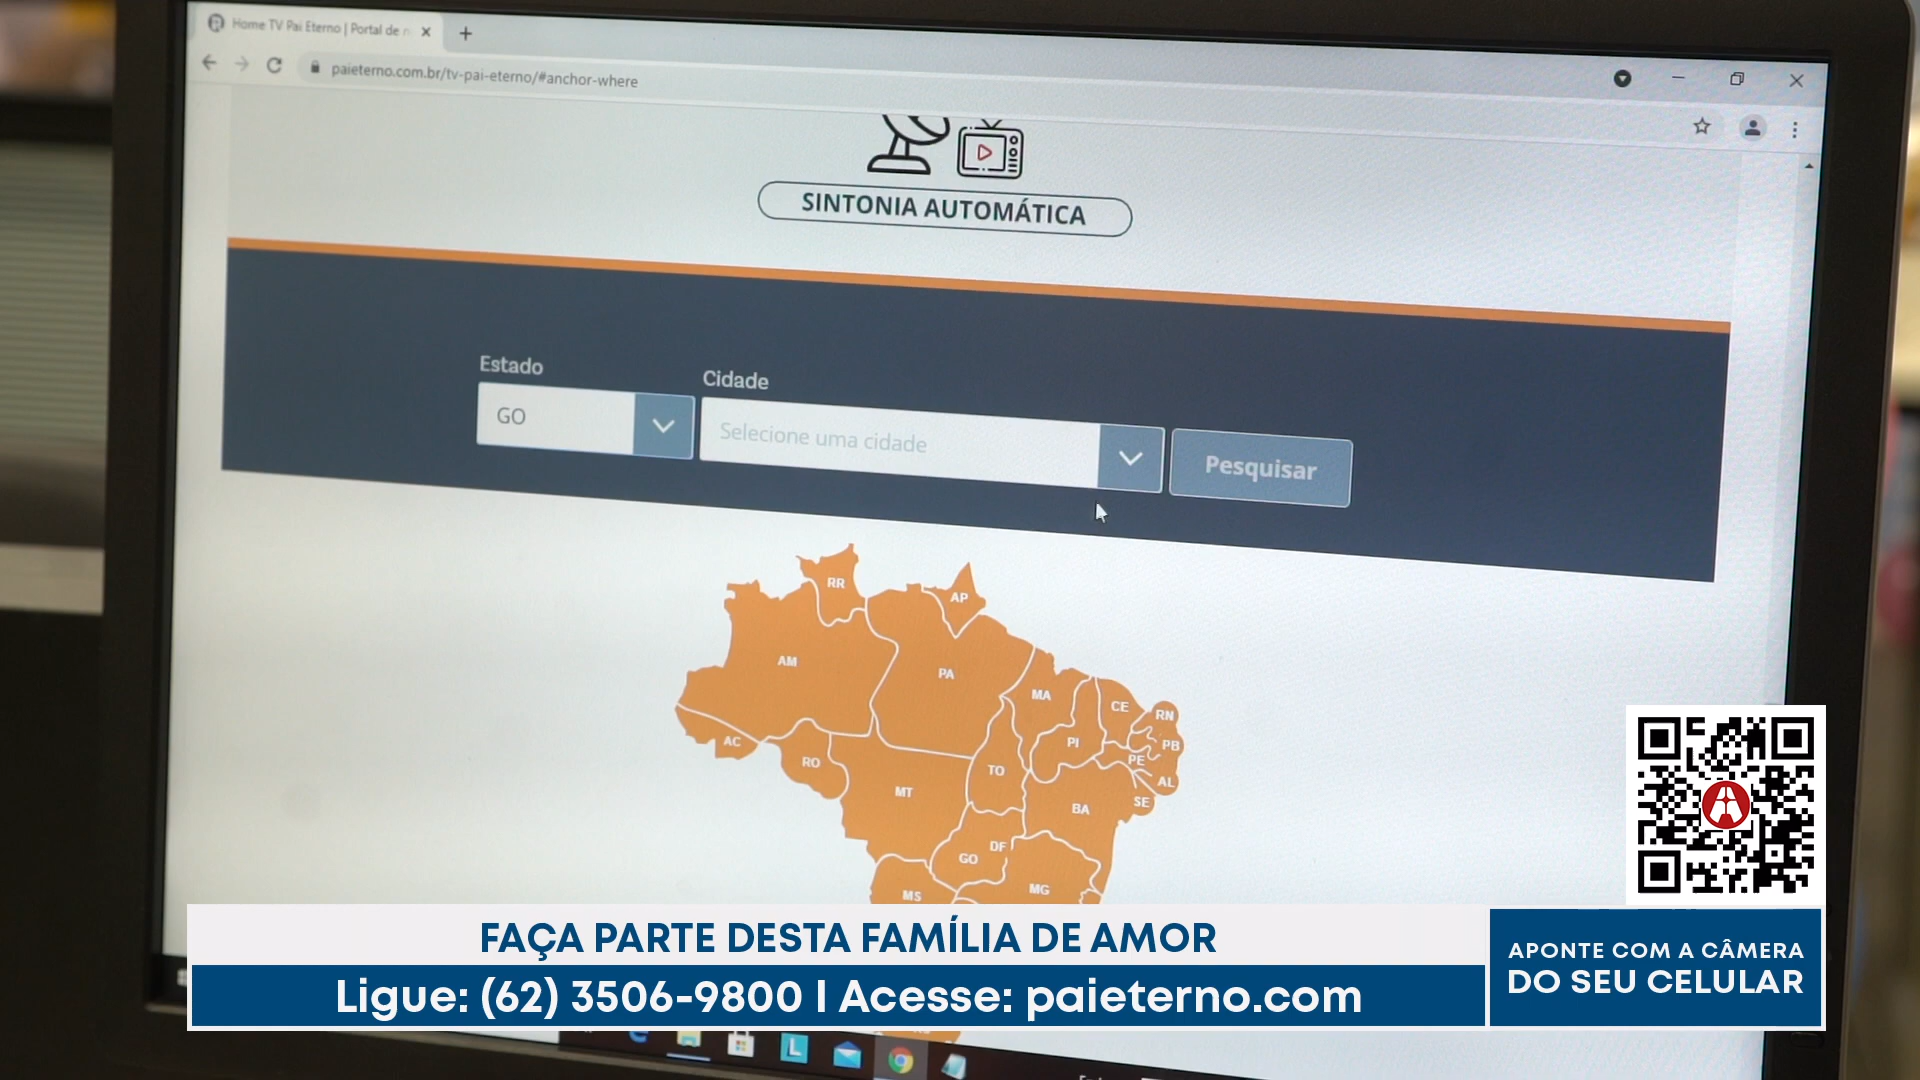 Home TV Pai Eterno | Portal de
paieterno.com.br/tv-pai-eterno/#anchor-where
SINTONIA AUTOMÁTICA
Estado
Cidade
GO
Selecione uma cidade
Pesquisar
RR
AP
AM
PA
MA
CE
RN
PB
PI
PE
AC
RO
TO
AL
MT
BA
SE
DF
GO
MS
MG
FAÇA PARTE DESTA FAMÍLIA DE AMOR
Ligue: (62) 3506-9800 | Acesse: paieterno.com
APONTE COM A CÂMERA
DO SEU CELULAR